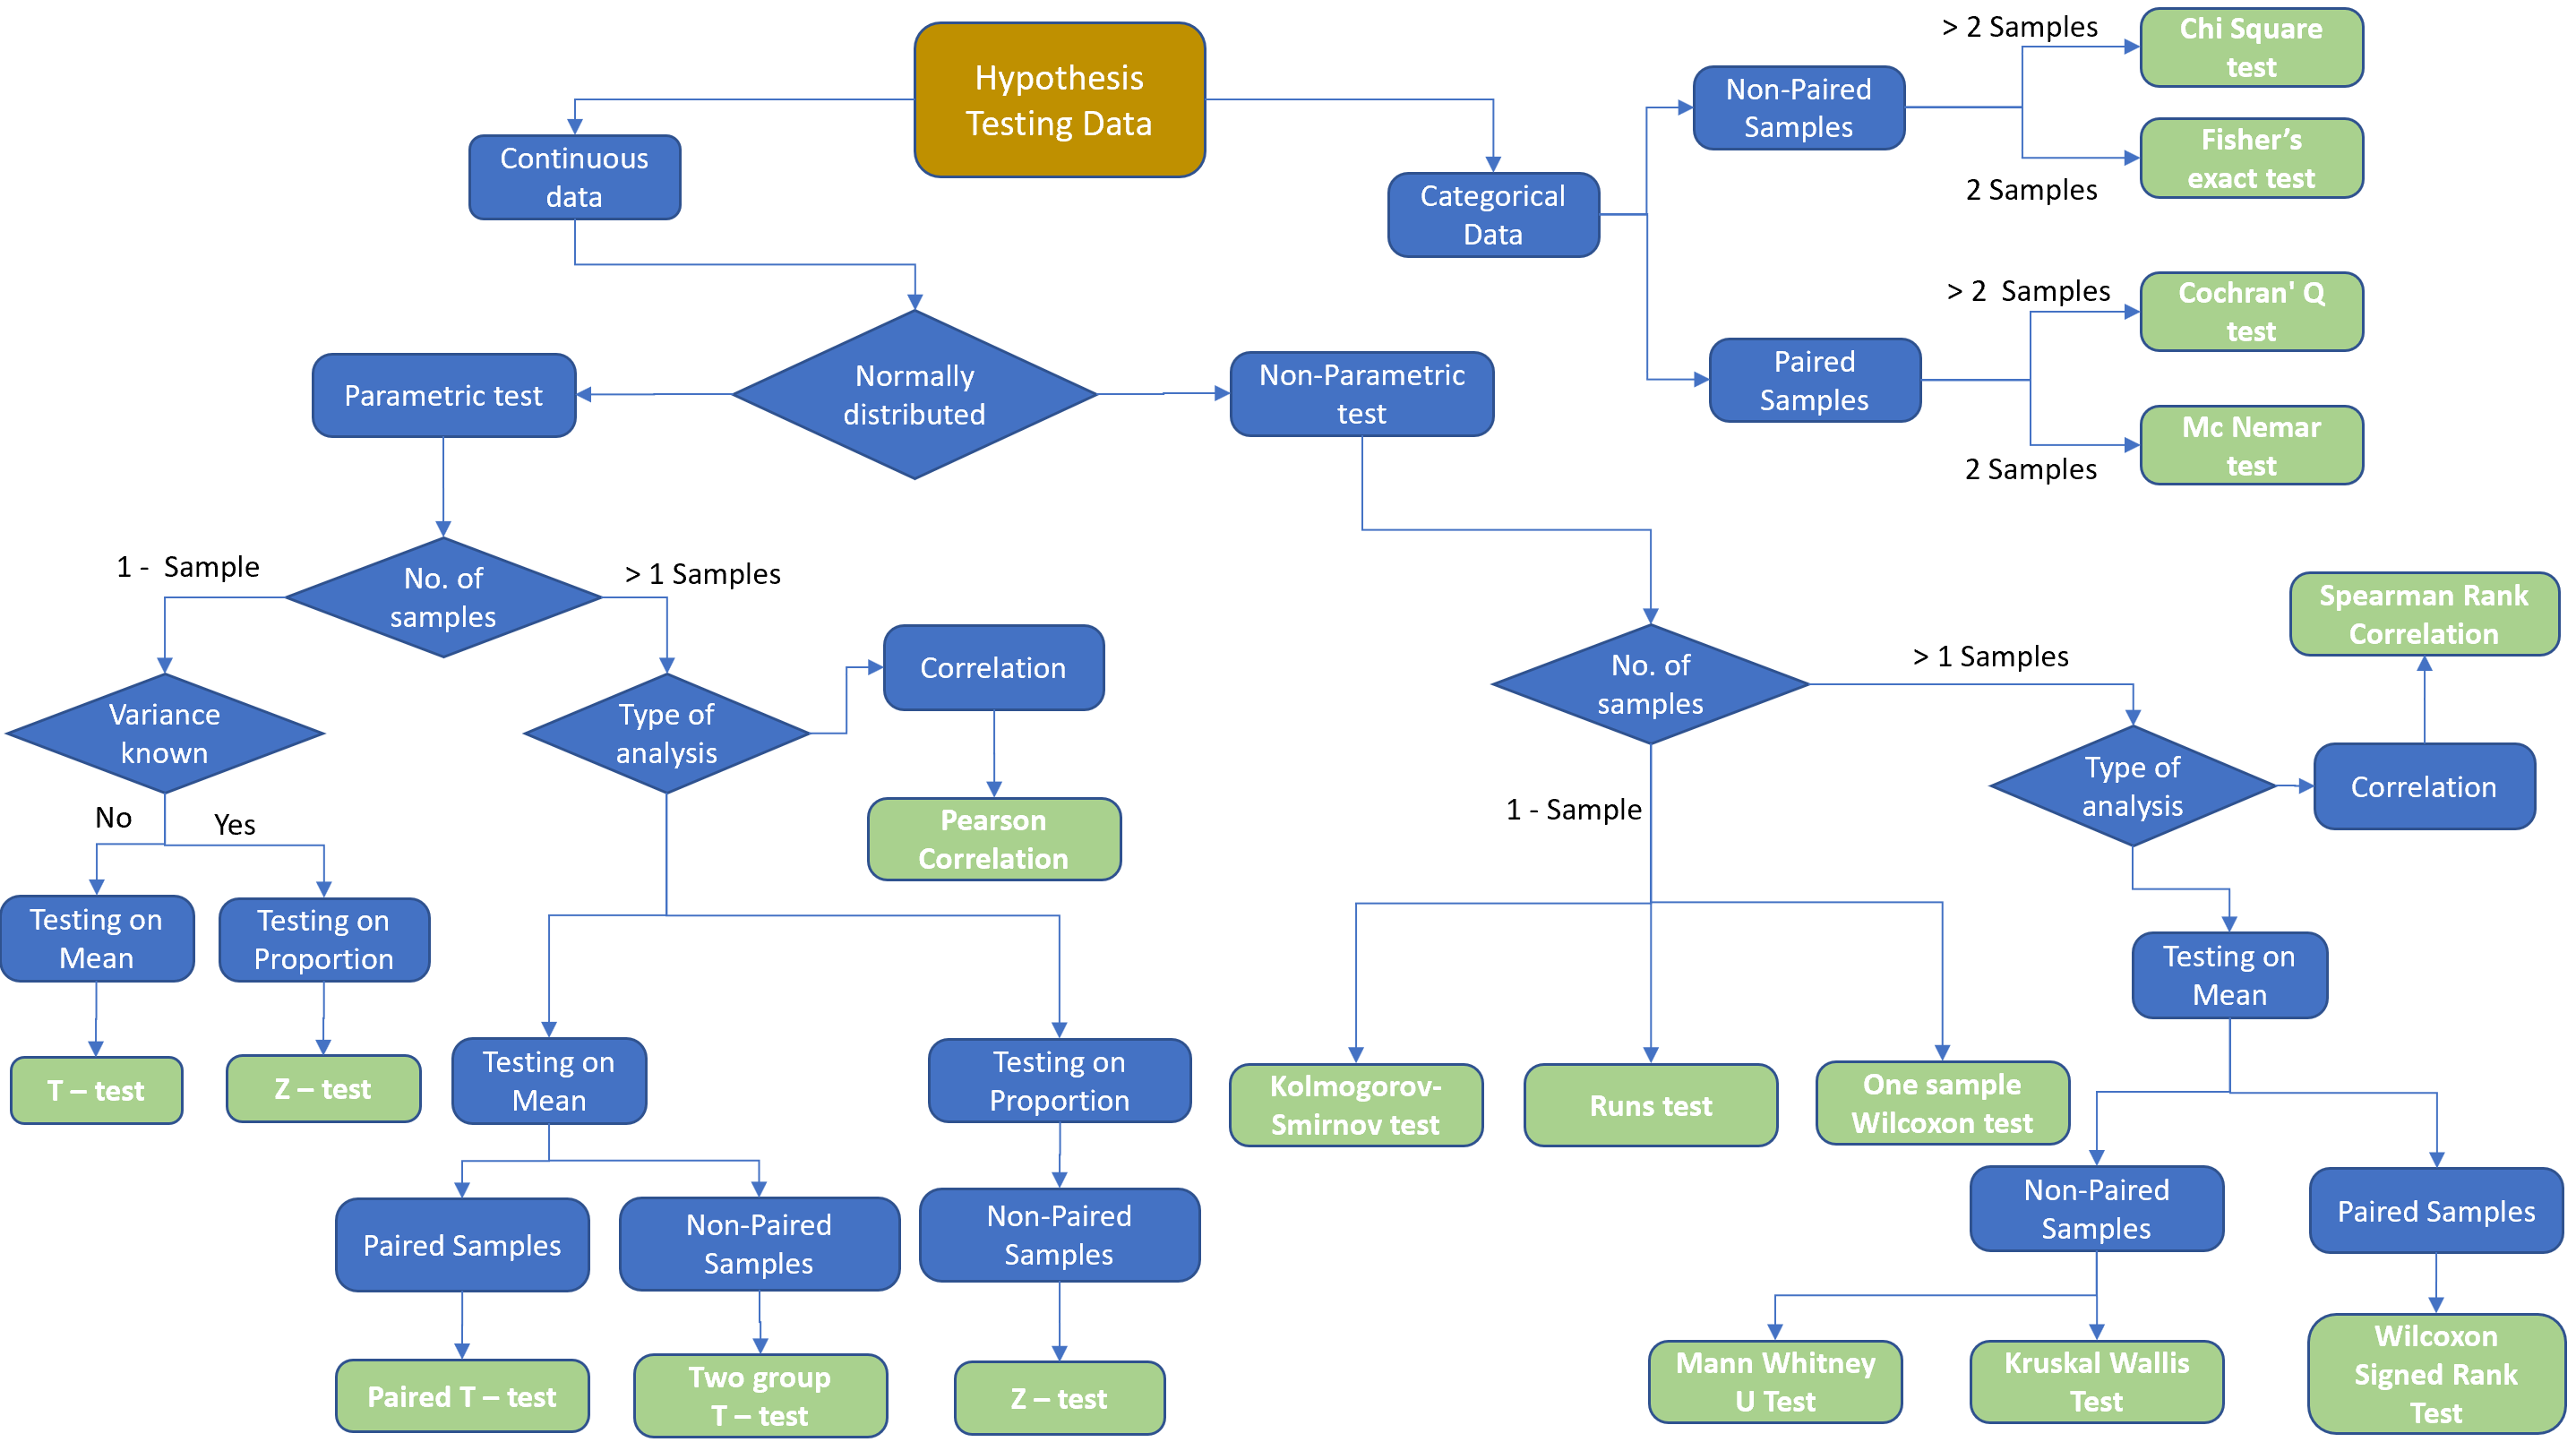 Hypothesis
Testing Data
Continuous
data
Categorical
Data
Non-Paired
Samples
> 2 Samples
Chi Square
test
Fisher’s
exact test
2 Samples
Paired
Samples
> 2  Samples
Cochran' Q
test
Mc Nemar
test
2 Samples
Normally
distributed
Parametric test
Non-Parametric
test
No. of
samples
1 -  Sample
> 1 Samples
Variance
known
No
Yes
Testing on
Mean
Testing on
Proportion
T – test
Z – test
Type of
analysis
Correlation
Pearson
Correlation
Testing on
Mean
Testing on
Proportion
Paired Samples
Non-Paired
Samples
Non-Paired
Samples
Paired T – test
Two group
T – test
Z – test
No. of
samples
1 - Sample
> 1 Samples
Kolmogorov-
Smirnov test
Runs test
One sample
Wilcoxon test
Type of
analysis
Correlation
Spearman Rank
Correlation
Testing on
Mean
Non-Paired
Samples
Paired Samples
Mann Whitney
U Test
Kruskal Wallis
Test
Wilcoxon
Signed Rank
Test